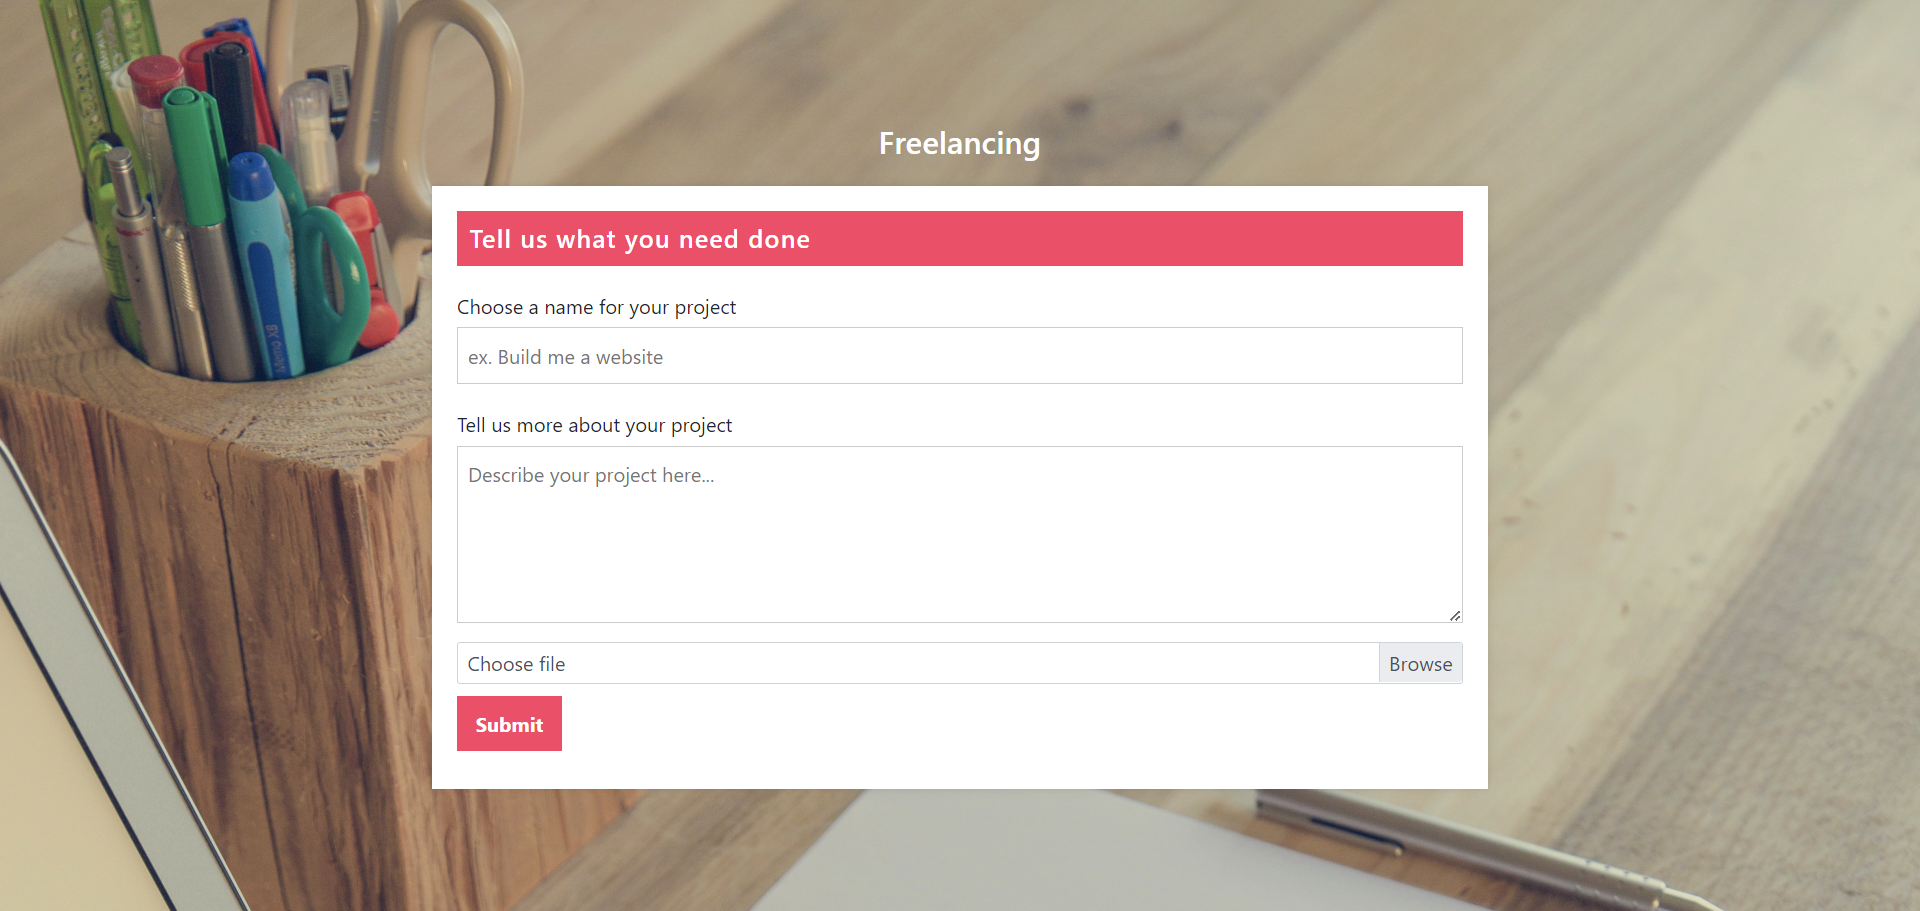 Freelancing
Tell us what you need done
Choose a name for your project
ex. Build me a website
Tell us more about your project
Describe your project here...
Choose file
Browse
Submit